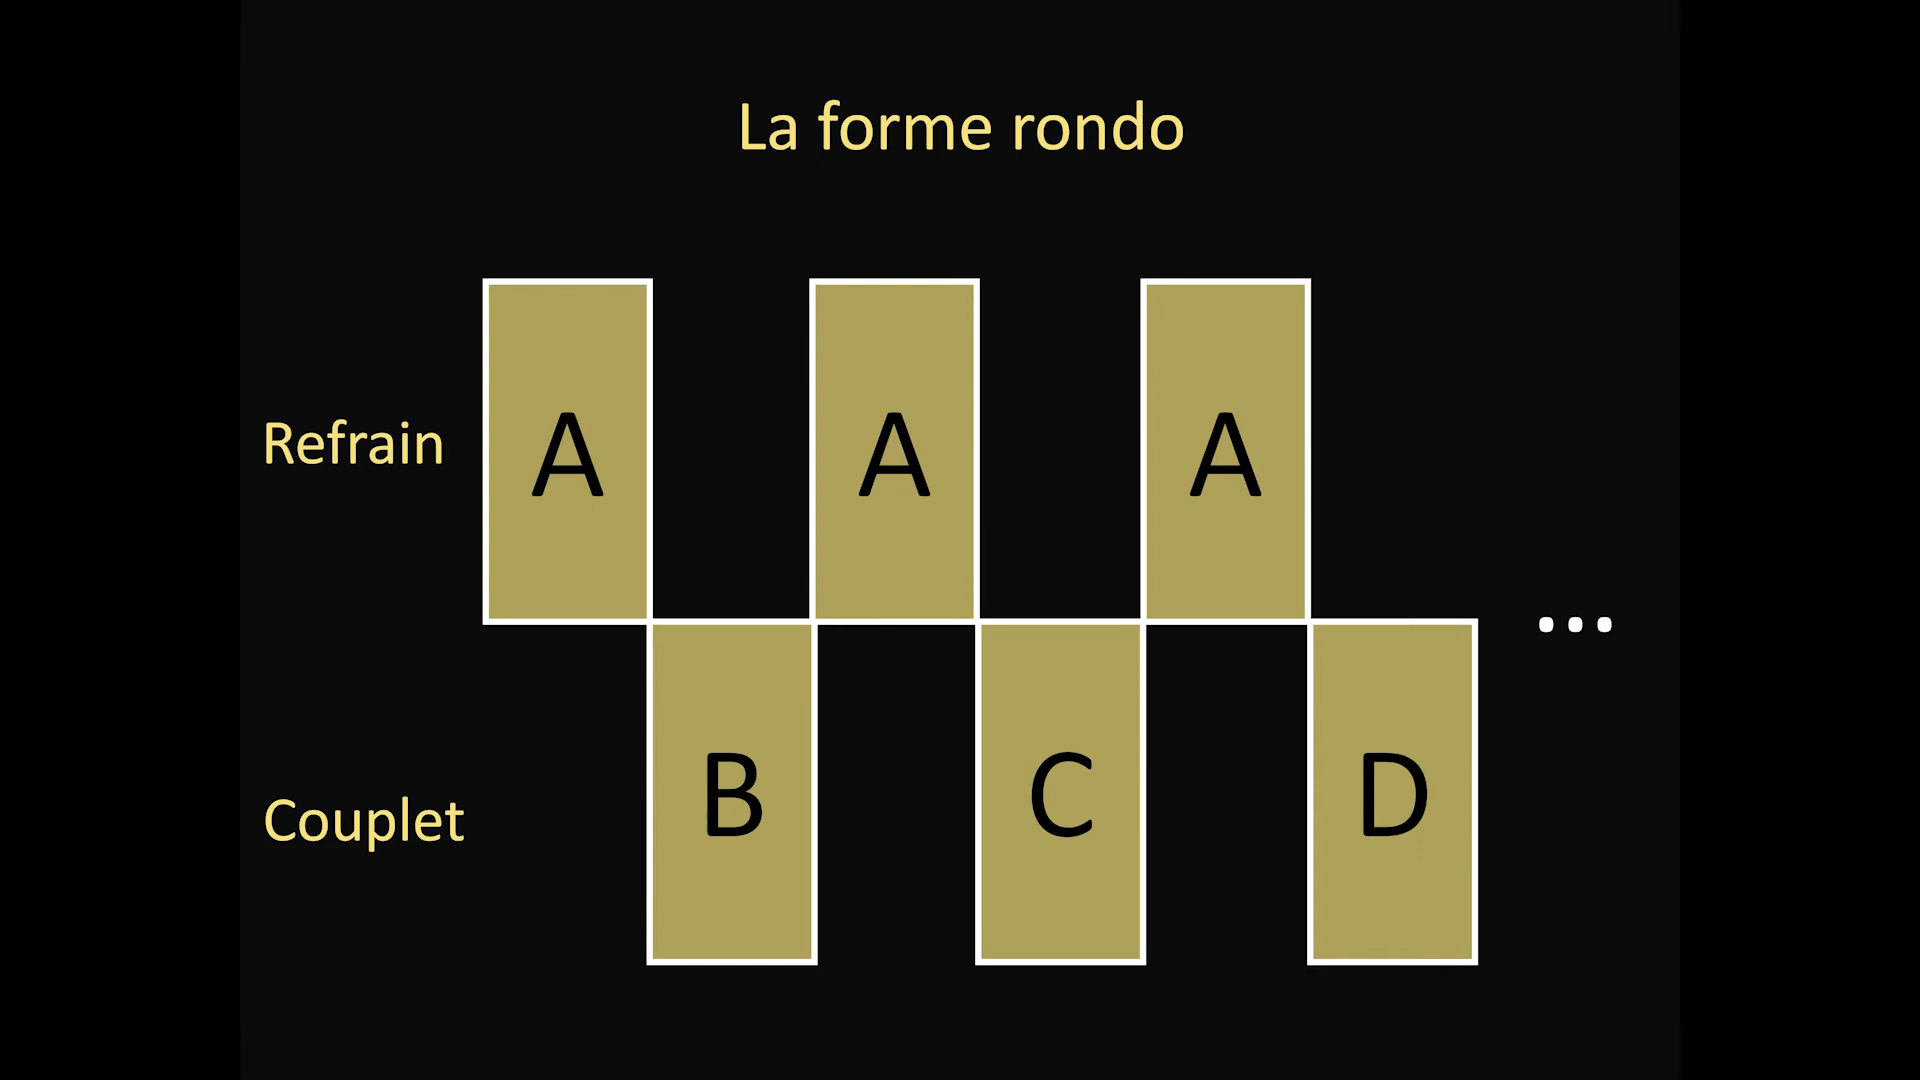 La forme rondo
Refrain
A A A
...
Couplet
B C D